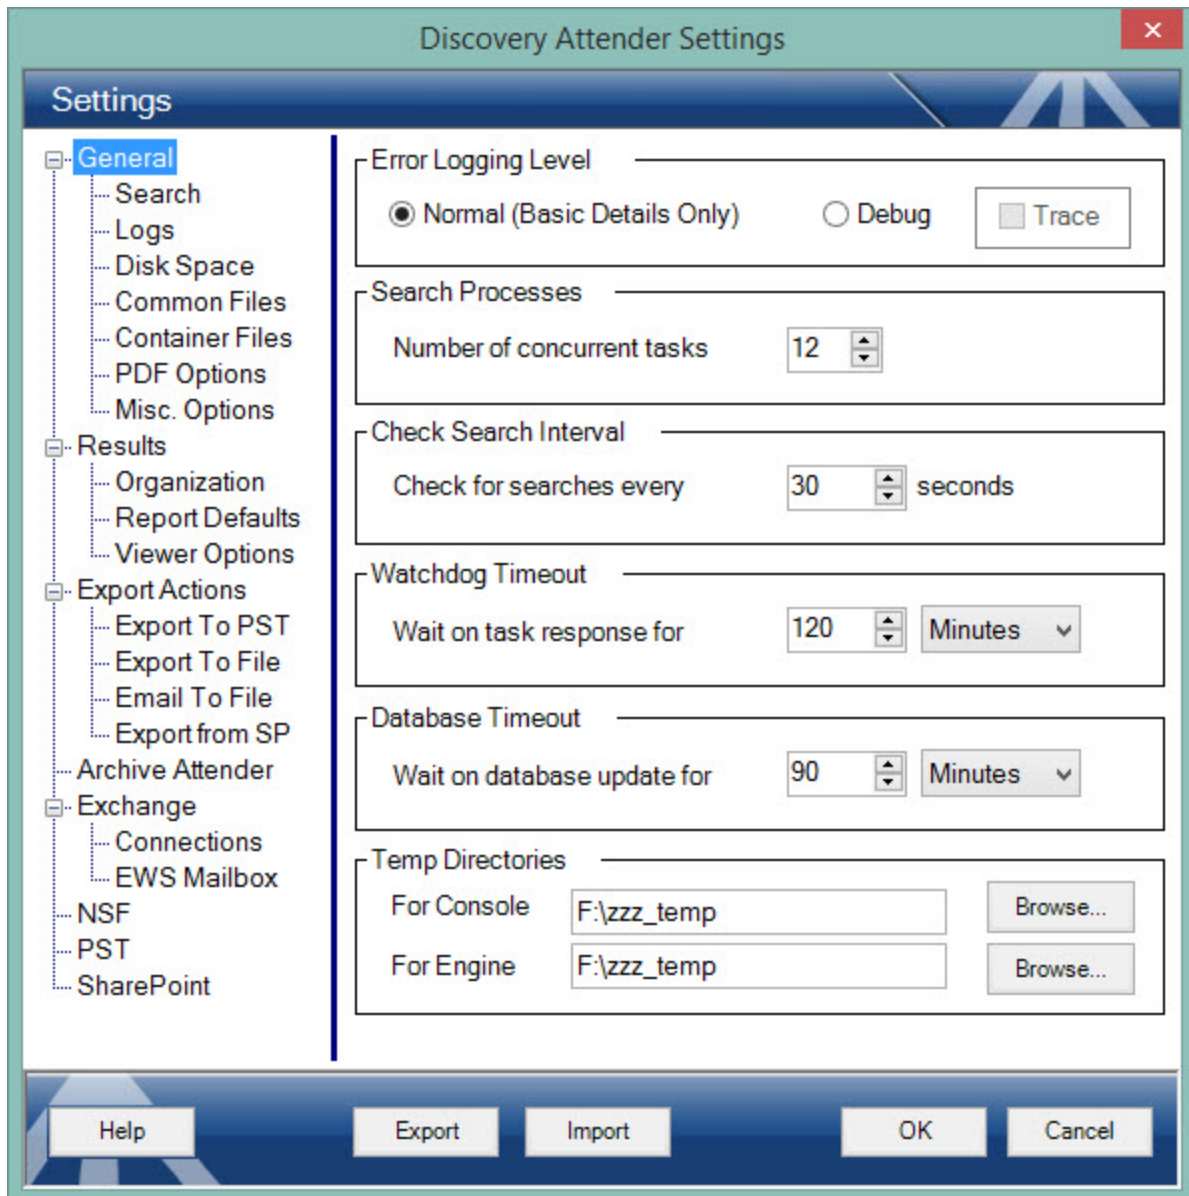 Discovery Attender Settings
Settings
General
Search
Logs
Disk Space
Common Files
Container Files
PDF Options
Misc. Options
Results
Organization
Report Defaults
Viewer Options
Export Actions
Export To PST
Export To File
Email To File
Export from SP
Archive Attender
Exchange
Connections
EWS Mailbox
NSF
PST
SharePoint
Error Logging Level
Normal (Basic Details Only) Debug Trace
Search Processes
Number of concurrent tasks 12
Check Search Interval
Check for searches every 30 seconds
Watchdog Timeout
Wait on task response for 120 Minutes
Database Timeout
Wait on database update for 90 Minutes
Temp Directories
For Console F:\zzz_temp Browse...
For Engine F:\zzz_temp Browse...
Help Export Import OK Cancel